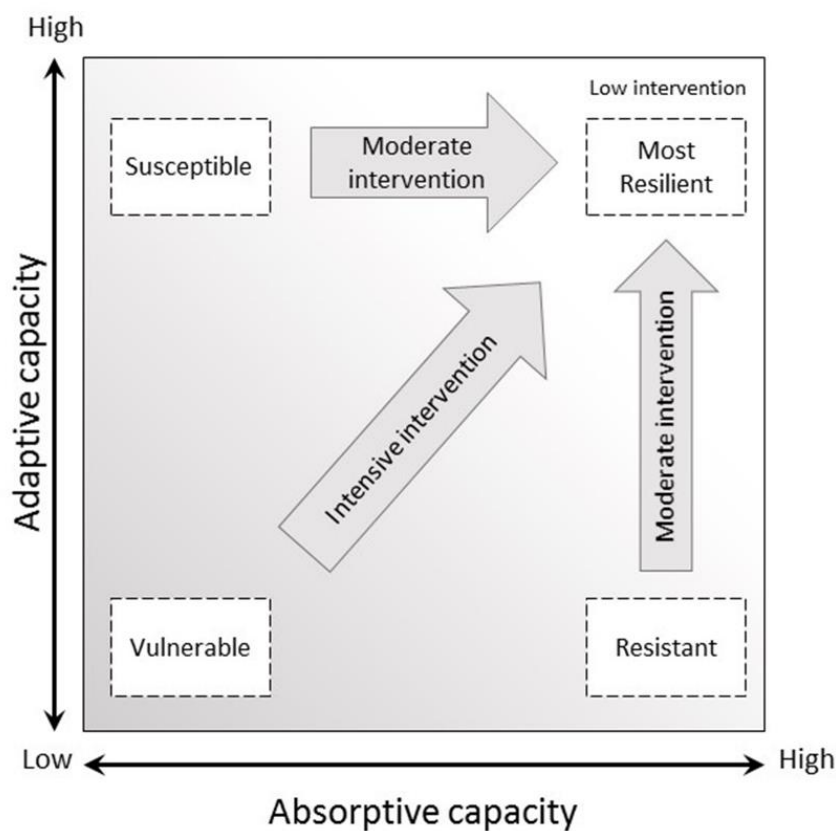 High
Low intervention
Susceptible
Moderate
intervention
Most
Resilient
Adaptive capacity
Intensive intervention
Moderate intervention
Vulnerable
Resistant
Low
High
Absorptive capacity